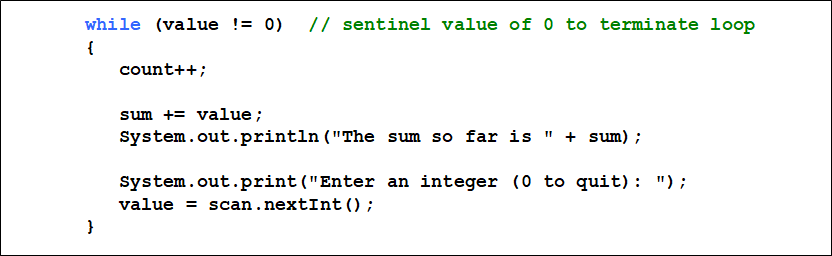 while (value != 0)  // sentinel value of 0 to terminate loop
{
   count++;

   sum += value;
   System.out.println("The sum so far is " + sum);

   System.out.print("Enter an integer (0 to quit): ");
   value = scan.nextInt();
}